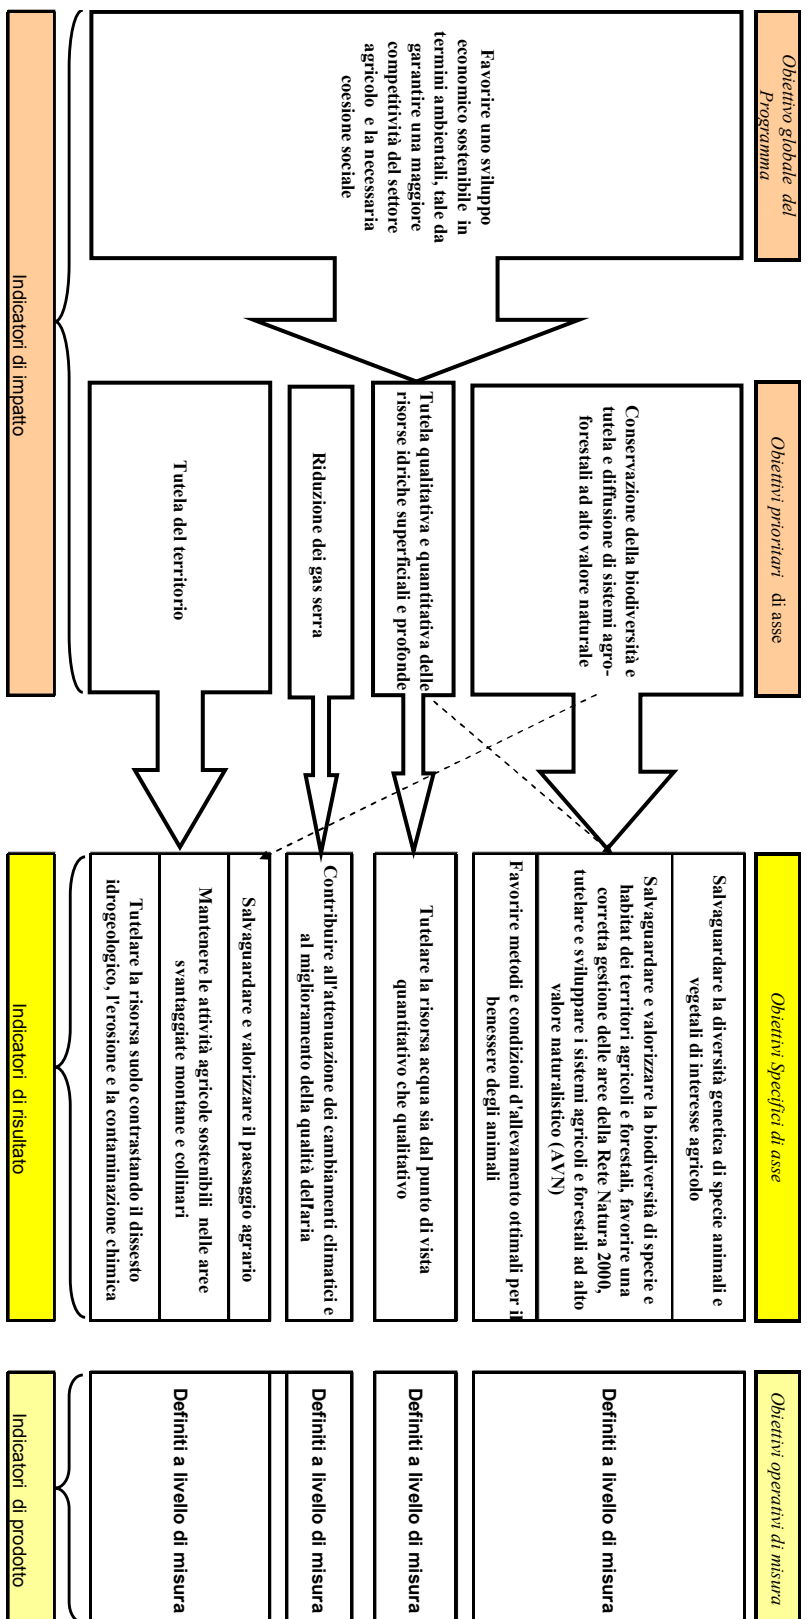 Obiettivo globale del
Programma
Obiettivi prioritari di asse
Obiettivi Specifici di asse
Obiettivi operativi di misura
Favorire uno sviluppo
economico sostenibile in
termini ambientali, tale da
garantire una maggiore
competitività del settore
agricolo e la necessaria
coesione sociale
Conservazione della biodiversità e
tutela e diffusione di sistemi agro-
forestali ad alto valore naturale
Tutela qualitativa e quantitativa delle
risorse idriche superficiali e profonde
Riduzione dei gas serra
Tutela del territorio
Salvaguardare la diversità genetica di specie animali e
vegetali di interesse agricolo
Salvaguardare e valorizzare la biodiversità di specie e
habitat dei territori agricoli e forestali, favorire una
corretta gestione delle aree della Rete Natura 2000,
tutelare e sviluppare i sistemi agricoli e forestali ad alto
valore naturalistico (AVN)
Favorire metodi e condizioni d'allevamento ottimali per il
benessere degli animali
Tutelare la risorsa acqua sia dal punto di vista
quantitativo che qualitativo
Contribuire all'attenuazione dei cambiamenti climatici e
al miglioramento della qualità dell'aria
Salvaguardare e valorizzare il paesaggio agrario
Mantenere le attività agricole sostenibili nelle aree
svantaggiate montane e collinari
Tutelare la risorsa suolo contrastando il dissesto
idrogeologico, l'erosione e la contaminazione chimica
Definiti a livello di misura
Definiti a livello di misura
Definiti a livello di misura
Definiti a livello di misura
Indicatori di impatto
Indicatori di risultato
Indicatori di prodotto